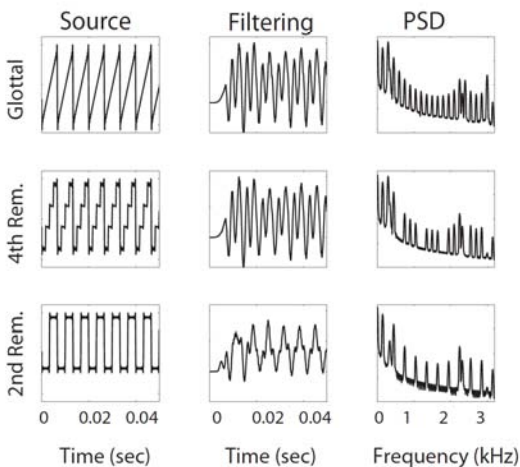 Source Filtering PSD
Glottal
4th Rem.
2nd Rem.
0 0.02 0.04 0 0.02 0.04 0 1 2 3
Time (sec) Time (sec) Frequency (kHz)